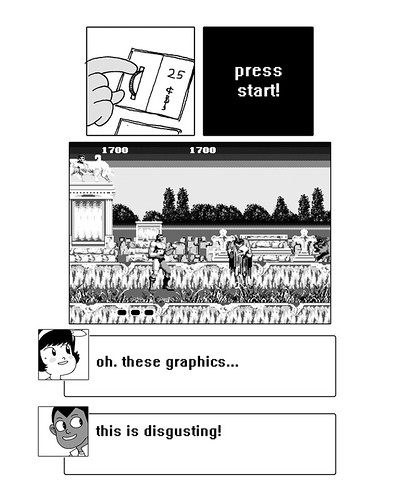 25
¢
press
start!
1700 1700
oh. these graphics...
this is disgusting!